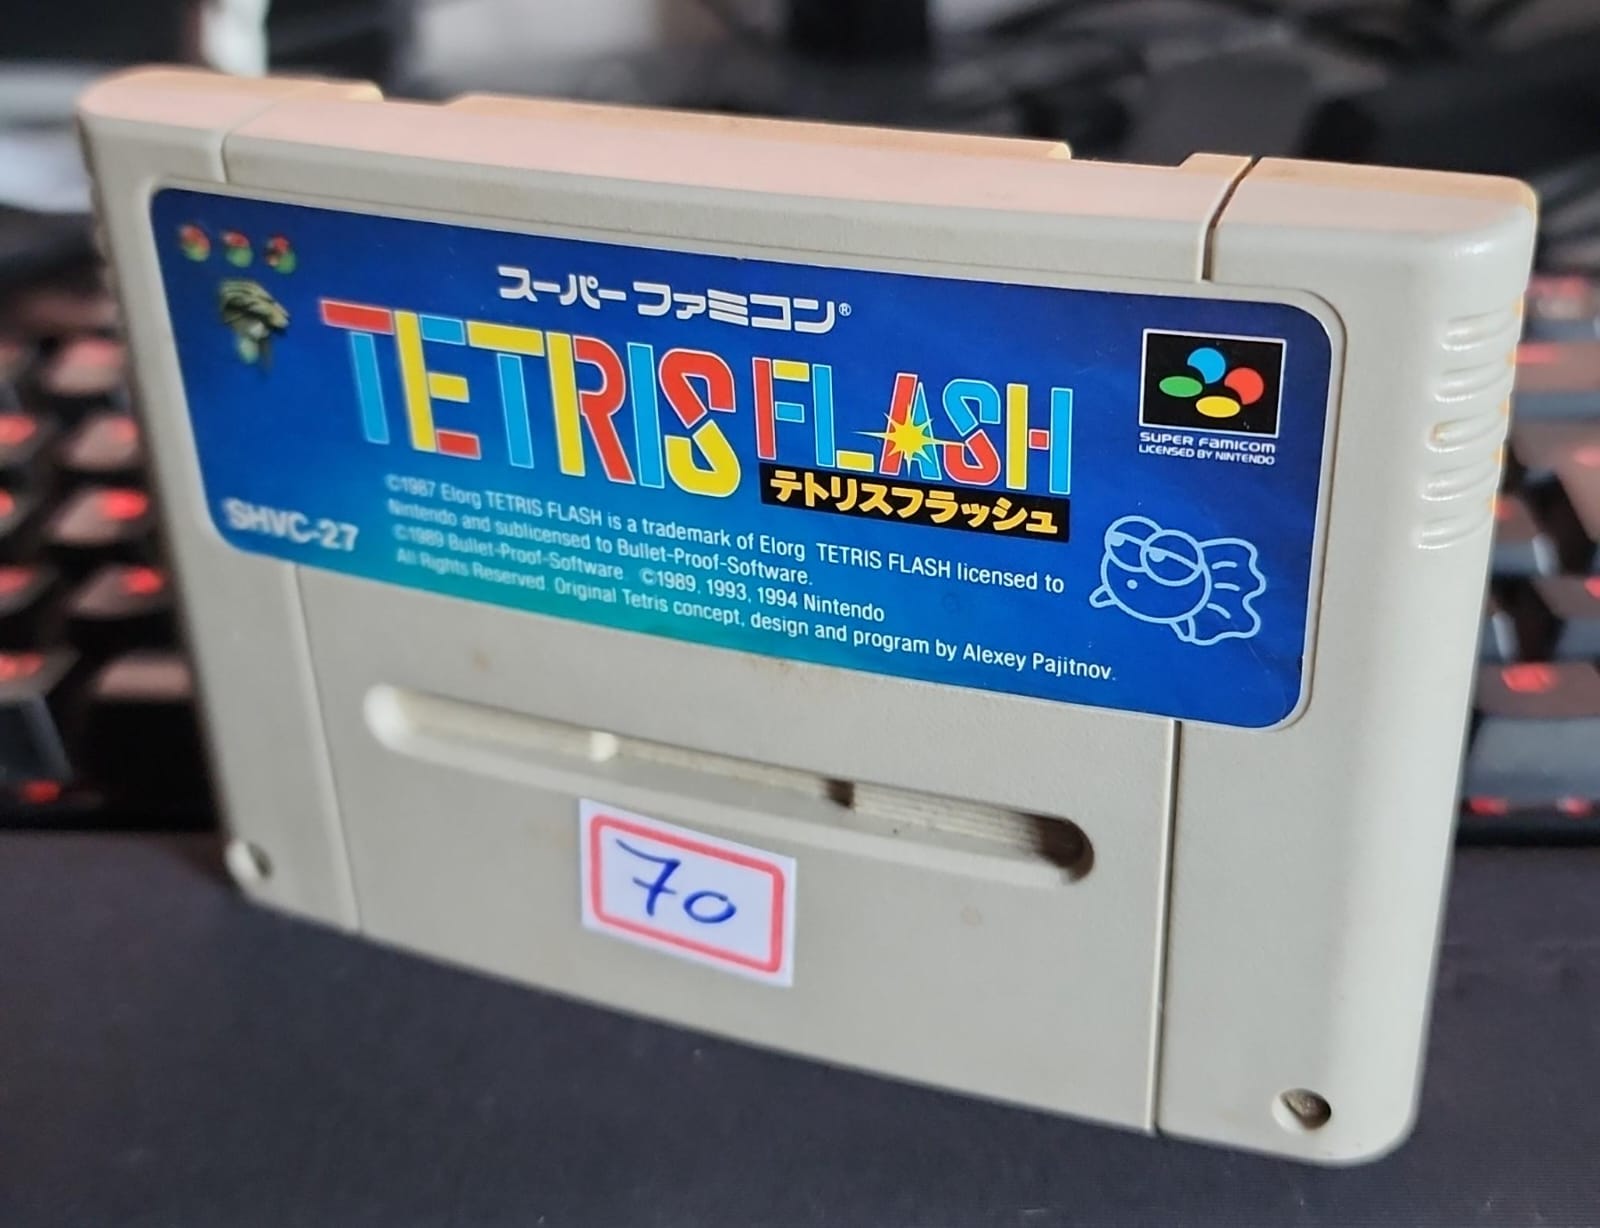 スーパーファミコン®
TETRIS FLASH
テトリスフラッシュ
SUPER FAMICOM
LICENSED BY NINTENDO
SHVC-27
©1987 Elorg TETRIS FLASH is a trademark of Elorg TETRIS FLASH licensed to
Nintendo and sublicensed to Bullet-Proof-Software.
©1989 Bullet-Proof-Software. ©1989, 1993, 1994 Nintendo
All Rights Reserved. Original Tetris concept, design and program by Alexey Pajitnov.
70